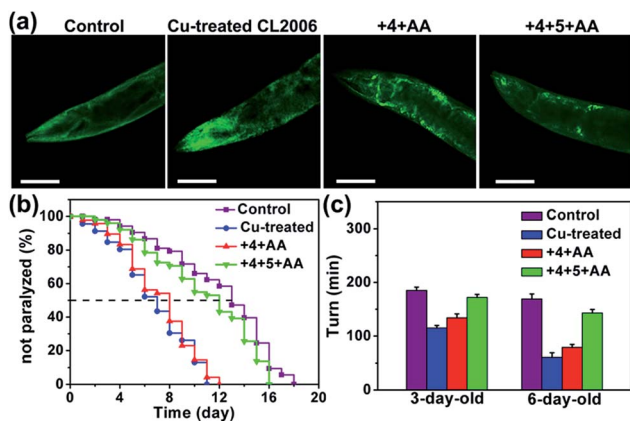 (a) Control Cu-treated CL2006 +4+AA +4+5+AA
(b)
Control
Cu-treated
+4+AA
+4+5+AA
not paralyzed (%)
100
80
60
40
20
0
0 4 8 12 16 20
Time (day)
(c)
Control
Cu-treated
+4+AA
+4+5+AA
Turn (min)
300
200
100
0
3-day-old 6-day-old